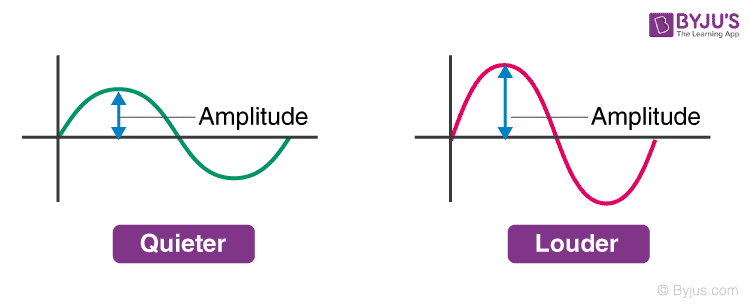 BYJU'S
The Learning App
Amplitude
Amplitude
Quieter
Louder
© Byjus.com